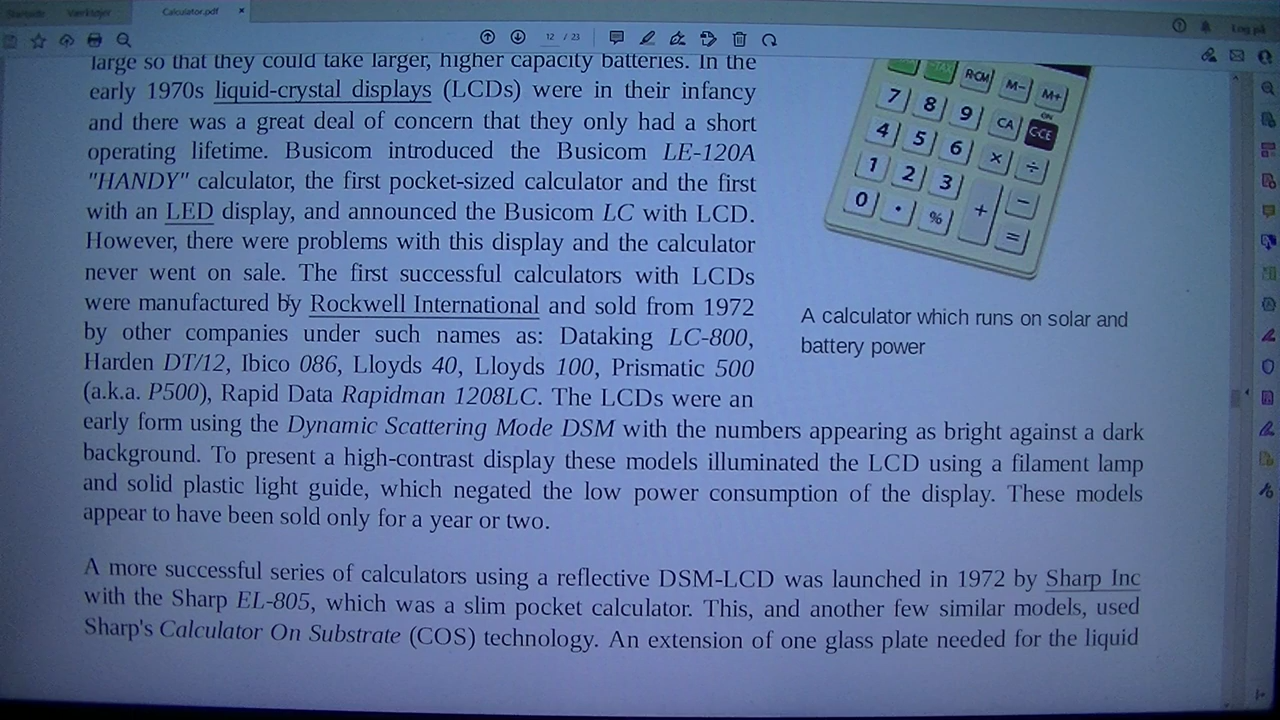 Startside Værktøjer Calculator.pdf ×
12 / 23
Log på
large so that they could take larger, higher capacity batteries. In the
early 1970s liquid-crystal displays (LCDs) were in their infancy
and there was a great deal of concern that they only had a short
operating lifetime. Busicom introduced the Busicom LE-120A
"HANDY" calculator, the first pocket-sized calculator and the first
with an LED display, and announced the Busicom LC with LCD.
However, there were problems with this display and the calculator
never went on sale. The first successful calculators with LCDs
were manufactured by Rockwell International and sold from 1972
by other companies under such names as: Dataking LC-800,
Harden DT/12, Ibico 086, Lloyds 40, Lloyds 100, Prismatic 500
(a.k.a. P500), Rapid Data Rapidman 1208LC. The LCDs were an
early form using the Dynamic Scattering Mode DSM with the numbers appearing as bright against a dark
background. To present a high-contrast display these models illuminated the LCD using a filament lamp
and solid plastic light guide, which negated the low power consumption of the display. These models
appear to have been sold only for a year or two.
A more successful series of calculators using a reflective DSM-LCD was launched in 1972 by Sharp Inc
with the Sharp EL-805, which was a slim pocket calculator. This, and another few similar models, used
Sharp's Calculator On Substrate (COS) technology. An extension of one glass plate needed for the liquid
R·CM M− M+
7 8 9 CA ON C·CE
4 5 6 × ÷
1 2 3 + −
0 • % =
A calculator which runs on solar and
battery power